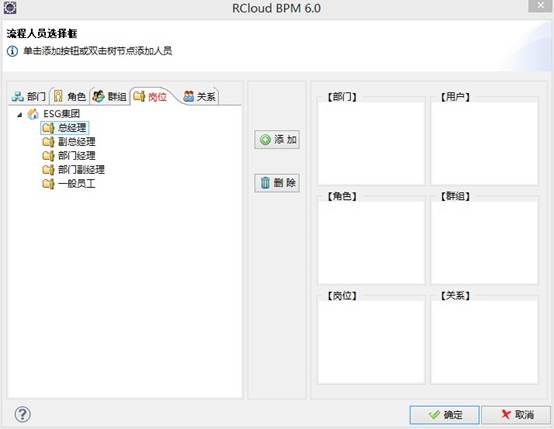 RCloud BPM 6.0
流程人员选择框
单击添加按钮或双击树节点添加人员
部门 角色 群组 岗位 关系
ESG集团
总经理
副总经理
部门经理
部门副经理
一般员工
添 加
删 除
【部门】 【用户】
【角色】 【群组】
【岗位】 【关系】
确定 取消